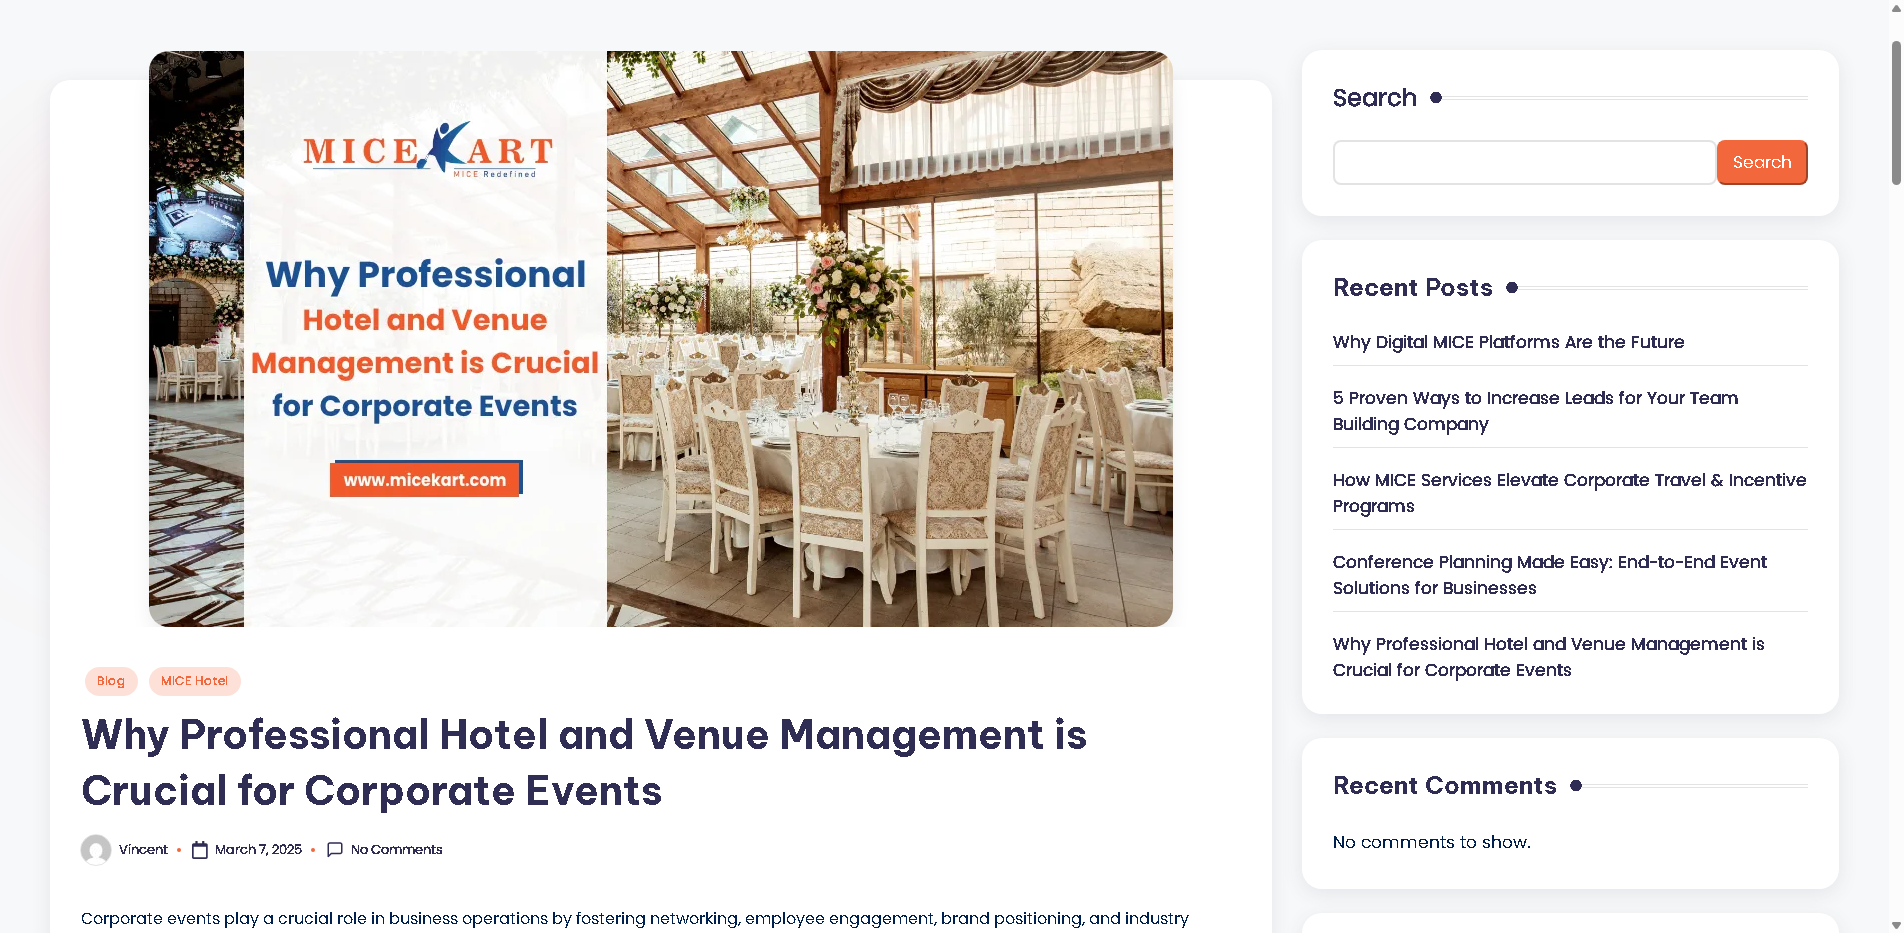 MICE KART
MICE Redefined
Why Professional
Hotel and Venue
Management is Crucial
for Corporate Events
www.micekart.com
Blog
MICE Hotel
Why Professional Hotel and Venue Management is
Crucial for Corporate Events
Vincent • March 7, 2025 • No Comments
Corporate events play a crucial role in business operations by fostering networking, employee engagement, brand positioning, and industry
Search
Search
Recent Posts
Why Digital MICE Platforms Are the Future
5 Proven Ways to Increase Leads for Your Team
Building Company
How MICE Services Elevate Corporate Travel & Incentive
Programs
Conference Planning Made Easy: End-to-End Event
Solutions for Businesses
Why Professional Hotel and Venue Management is
Crucial for Corporate Events
Recent Comments
No comments to show.